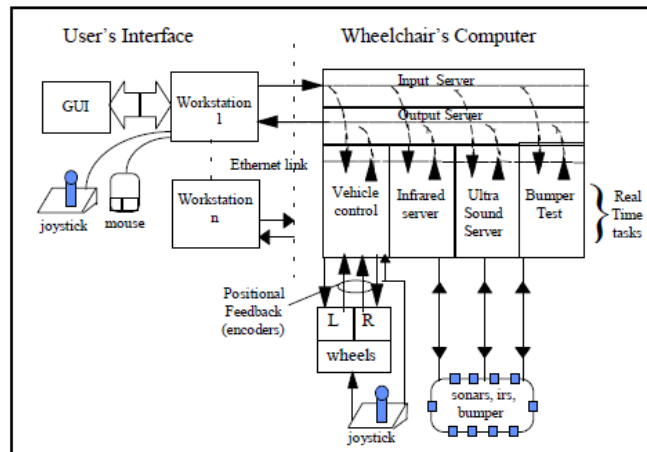 User's Interface
Wheelchair's Computer
GUI
Workstation
1
Input Server
Output Server
Ethernet link
joystick
mouse
Workstation
n
Vehicle
control
Infrared
server
Ultra
Sound
Server
Bumper
Test
Real
Time
tasks
Positional
Feedback
(encoders)
L R
wheels
joystick
sonars, irs,
bumper